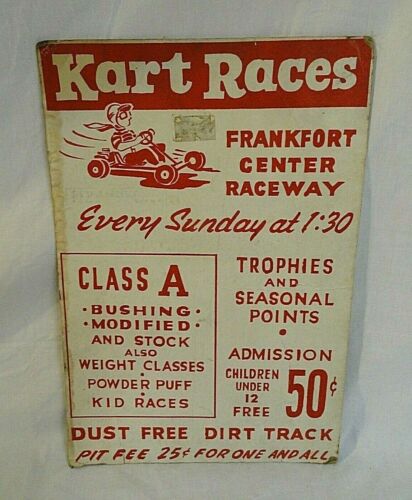 Kart Races
FRANKFORT
CENTER
RACEWAY
Every Sunday at 1:30
CLASS A
• BUSHING •
• MODIFIED •
AND STOCK
ALSO
WEIGHT CLASSES
•
POWDER PUFF
•
KID RACES
TROPHIES
AND
SEASONAL
POINTS
•
ADMISSION
CHILDREN
UNDER
12
FREE
50¢
DUST FREE DIRT TRACK
PIT FEE 25¢ FOR ONE AND ALL